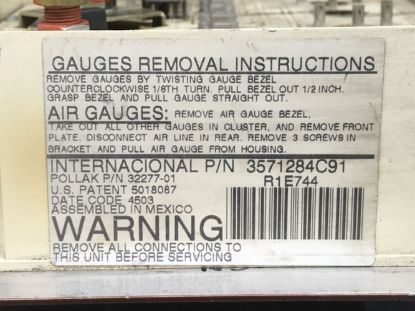 GAUGES REMOVAL INSTRUCTIONS
REMOVE GAUGES BY TWISTING GAUGE BEZEL
COUNTERCLOCKWISE 1/8TH TURN. PULL BEZEL OUT 1/2 INCH.
GRASP BEZEL AND PULL GAUGE STRAIGHT OUT.
AIR GAUGES: REMOVE AIR GAUGE BEZEL,
TAKE OUT ALL OTHER GAUGES IN CLUSTER, AND REMOVE FRONT
PLATE. DISCONNECT AIR LINE IN REAR. REMOVE 3 SCREWS IN
BRACKET AND PULL AIR GAUGE FROM HOUSING.
INTERNACIONAL P/N 3571284C91
POLLAK P/N 32277-01 R1E744
U.S. PATENT 5018087
DATE CODE 4503
ASSEMBLED IN MEXICO
WARNING
REMOVE ALL CONNECTIONS TO
THIS UNIT BEFORE SERVICING